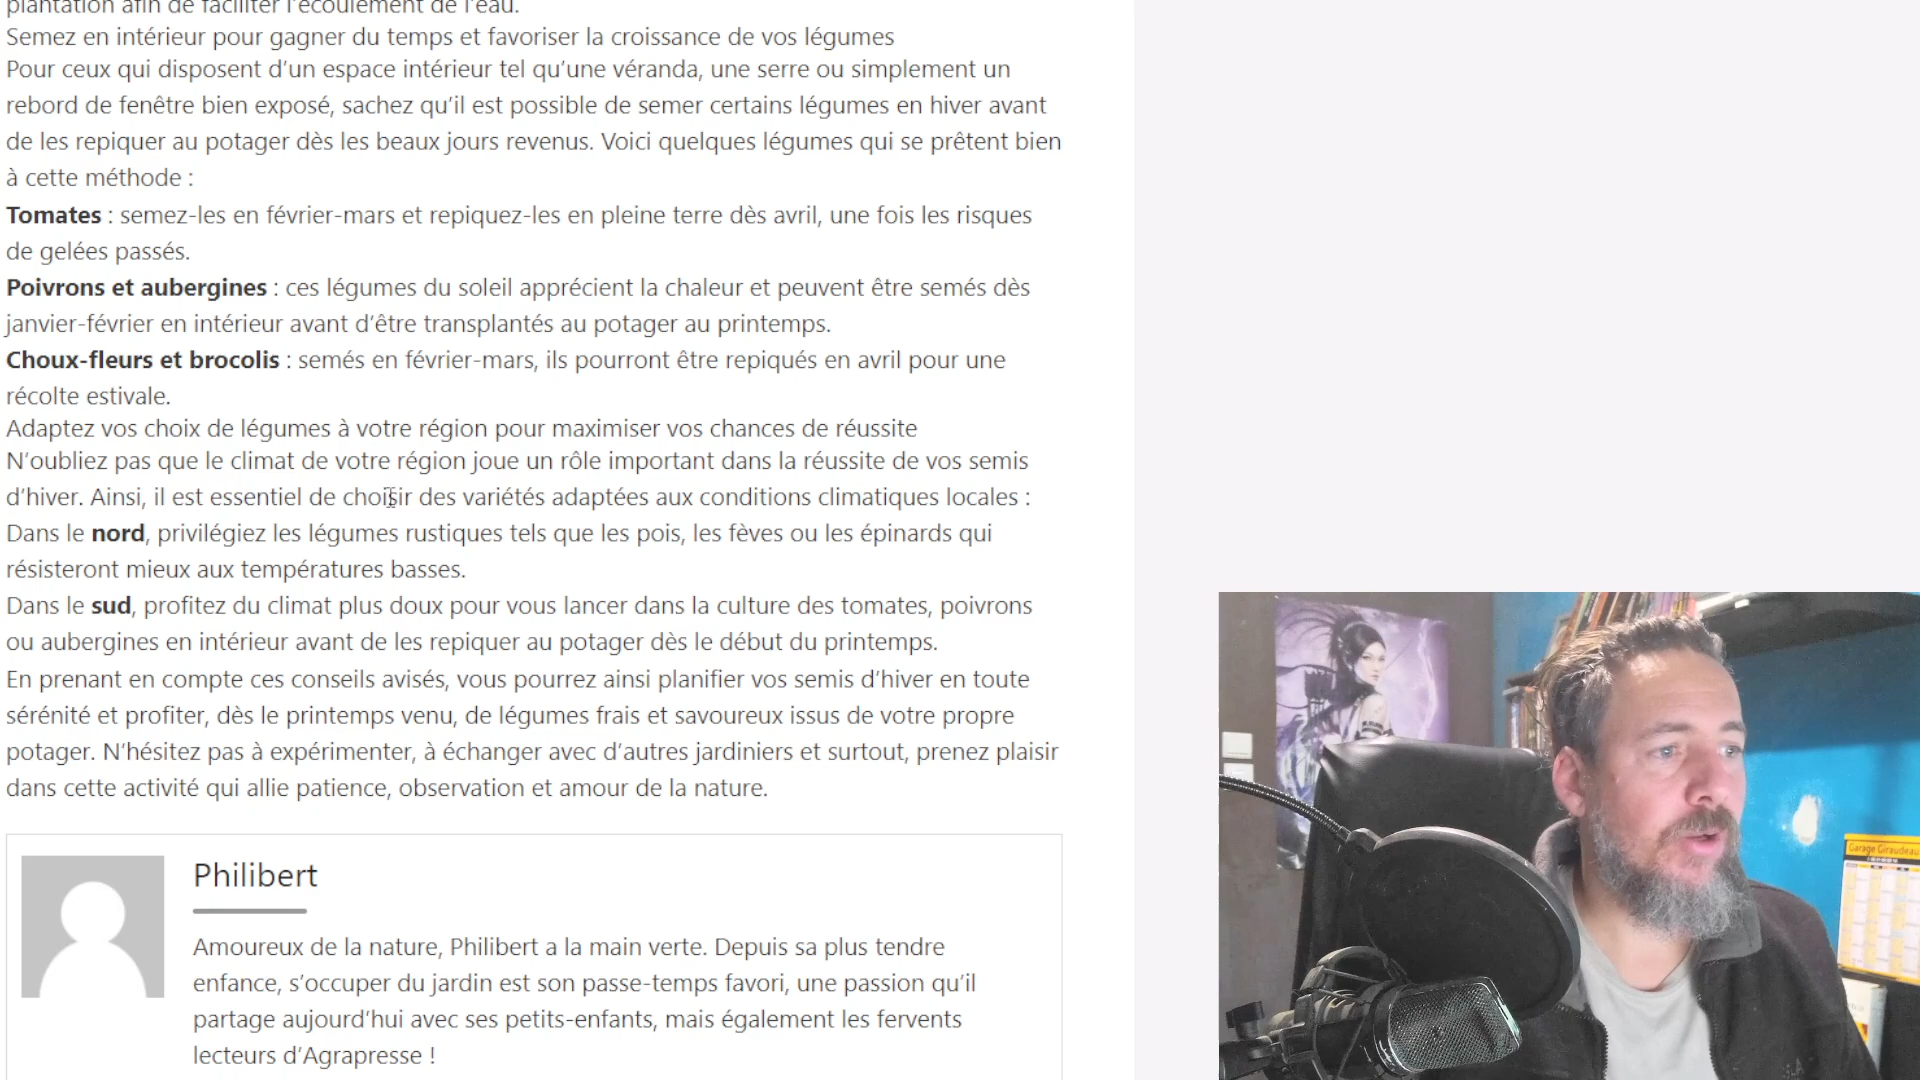 plantation afin de faciliter l’écoulement de l’eau.
Semez en intérieur pour gagner du temps et favoriser la croissance de vos légumes
Pour ceux qui disposent d’un espace intérieur tel qu’une véranda, une serre ou simplement un
rebord de fenêtre bien exposé, sachez qu’il est possible de semer certains légumes en hiver avant
de les repiquer au potager dès les beaux jours revenus. Voici quelques légumes qui se prêtent bien
à cette méthode :
Tomates : semez-les en février-mars et repiquez-les en pleine terre dès avril, une fois les risques
de gelées passés.
Poivrons et aubergines : ces légumes du soleil apprécient la chaleur et peuvent être semés dès
janvier-février en intérieur avant d’être transplantés au potager au printemps.
Choux-fleurs et brocolis : semés en février-mars, ils pourront être repiqués en avril pour une
récolte estivale.
Adaptez vos choix de légumes à votre région pour maximiser vos chances de réussite
N’oubliez pas que le climat de votre région joue un rôle important dans la réussite de vos semis
d’hiver. Ainsi, il est essentiel de choisir des variétés adaptées aux conditions climatiques locales :
Dans le nord, privilégiez les légumes rustiques tels que les pois, les fèves ou les épinards qui
résisteront mieux aux températures basses.
Dans le sud, profitez du climat plus doux pour vous lancer dans la culture des tomates, poivrons
ou aubergines en intérieur avant de les repiquer au potager dès le début du printemps.
En prenant en compte ces conseils avisés, vous pourrez ainsi planifier vos semis d’hiver en toute
sérénité et profiter, dès le printemps venu, de légumes frais et savoureux issus de votre propre
potager. N’hésitez pas à expérimenter, à échanger avec d’autres jardiniers et surtout, prenez plaisir
dans cette activité qui allie patience, observation et amour de la nature.
Philibert
Amoureux de la nature, Philibert a la main verte. Depuis sa plus tendre
enfance, s’occuper du jardin est son passe-temps favori, une passion qu’il
partage aujourd’hui avec ses petits-enfants, mais également les fervents
lecteurs d’Agrapresse !
Garage Giraudeau